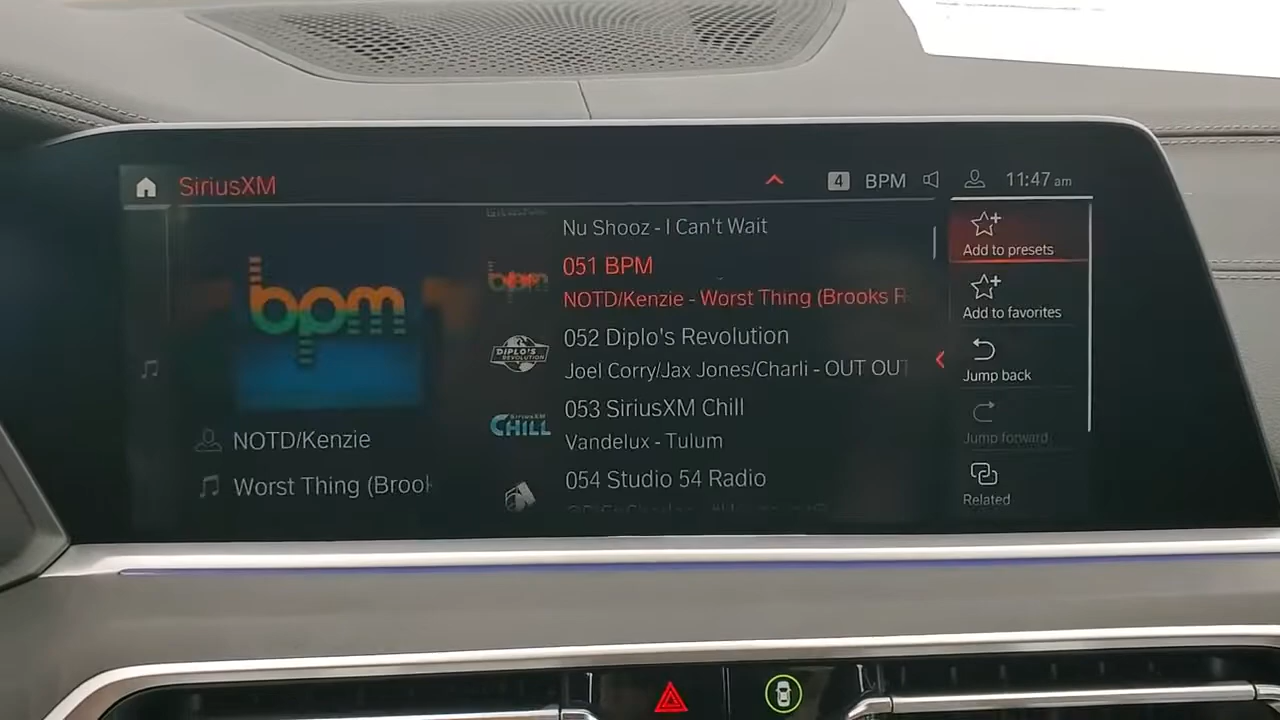 SiriusXM
4 BPM 11:47 am
Nu Shooz - I Can't Wait
bpm
051 BPM
NOTD/Kenzie - Worst Thing (Brooks R
bpm
DIPLO'S REVOLUTION
052 Diplo's Revolution
Joel Corry/Jax Jones/Charli - OUT OUT
SiriusXM CHILL
053 SiriusXM Chill
Vandelux - Tulum
054 Studio 54 Radio
NOTD/Kenzie
Worst Thing (Brook
Add to presets
Add to favorites
Jump back
Jump forward
Related